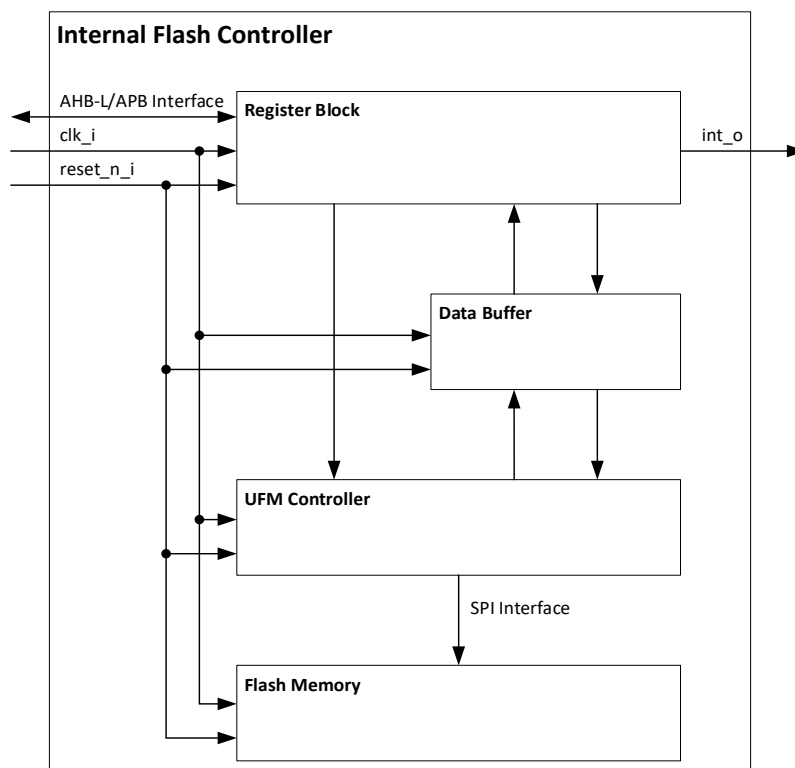 Internal Flash Controller
AHB-L/APB Interface
Register Block
clk_i
int_o
reset_n_i
Data Buffer
UFM Controller
SPI Interface
Flash Memory